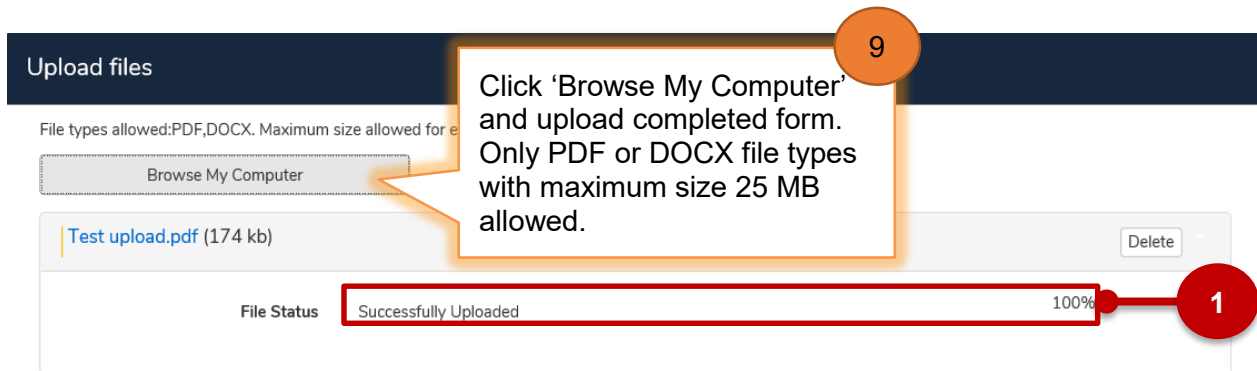 9
Upload files
Click ‘Browse My Computer’
and upload completed form.
Only PDF or DOCX file types
with maximum size 25 MB
allowed.
File types allowed:PDF,DOCX. Maximum size allowed for e
Browse My Computer
Test upload.pdf (174 kb)
Delete
File Status
Successfully Uploaded
100%
1